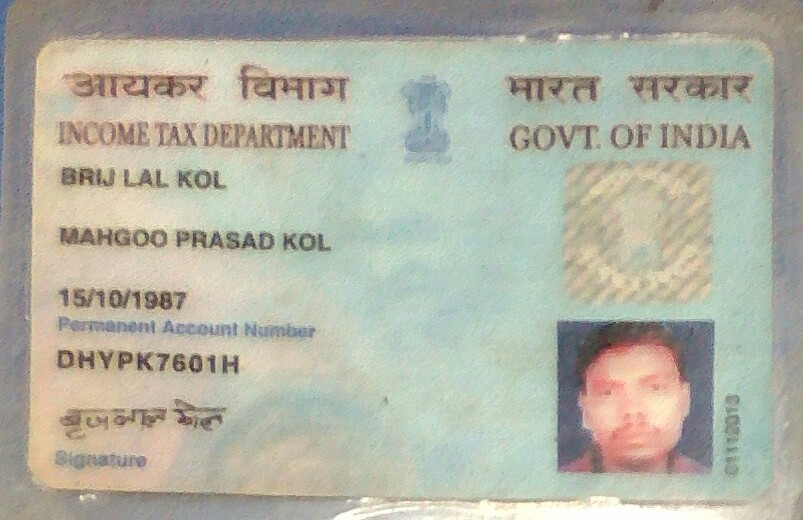 आयकर विभाग
भारत सरकार
INCOME TAX DEPARTMENT
GOVT. OF INDIA
BRIJ LAL KOL
MAHGOO PRASAD KOL
15/10/1987
Permanent Account Number
DHYPK7601H
बृजलाल कोल
Signature
01112013